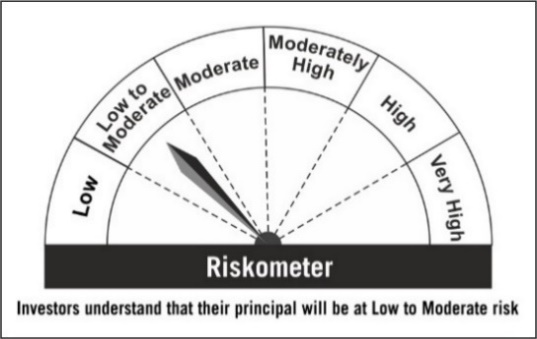 Low
Low to
Moderate
Moderate
Moderately
High
High
Very High
Riskometer
Investors understand that their principal will be at Low to Moderate risk